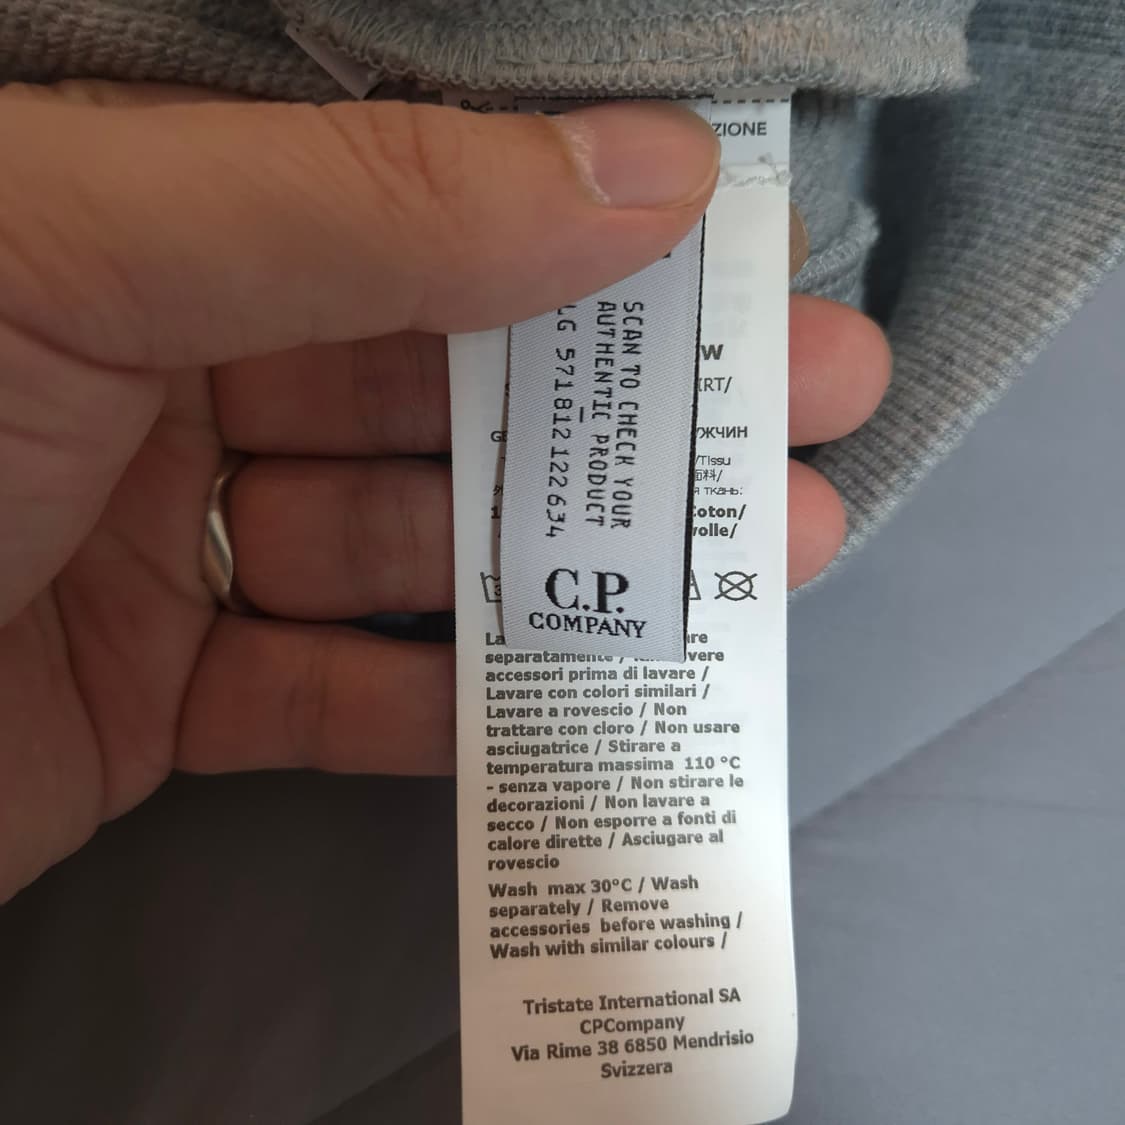 ZIONE
SCAN TO CHECK YOUR
AUTHENTIC PRODUCT
LG 571812122634
C.P.
COMPANY
W
IRT/
ЖЧИН
/Tissu
面料/
я ткань:
Coton/
wolle/
separatamente /
vere
accessori prima di lavare /
Lavare con colori similari /
Lavare a rovescio / Non
trattare con cloro / Non usare
asciugatrice / Stirare a
temperatura massima 110 °C
- senza vapore / Non stirare le
decorazioni / Non lavare a
secco / Non esporre a fonti di
calore dirette / Asciugare al
rovescio
Wash max 30°C / Wash
separately / Remove
accessories before washing /
Wash with similar colours /
Tristate International SA
CPCompany
Via Rime 38 6850 Mendrisio
Svizzera